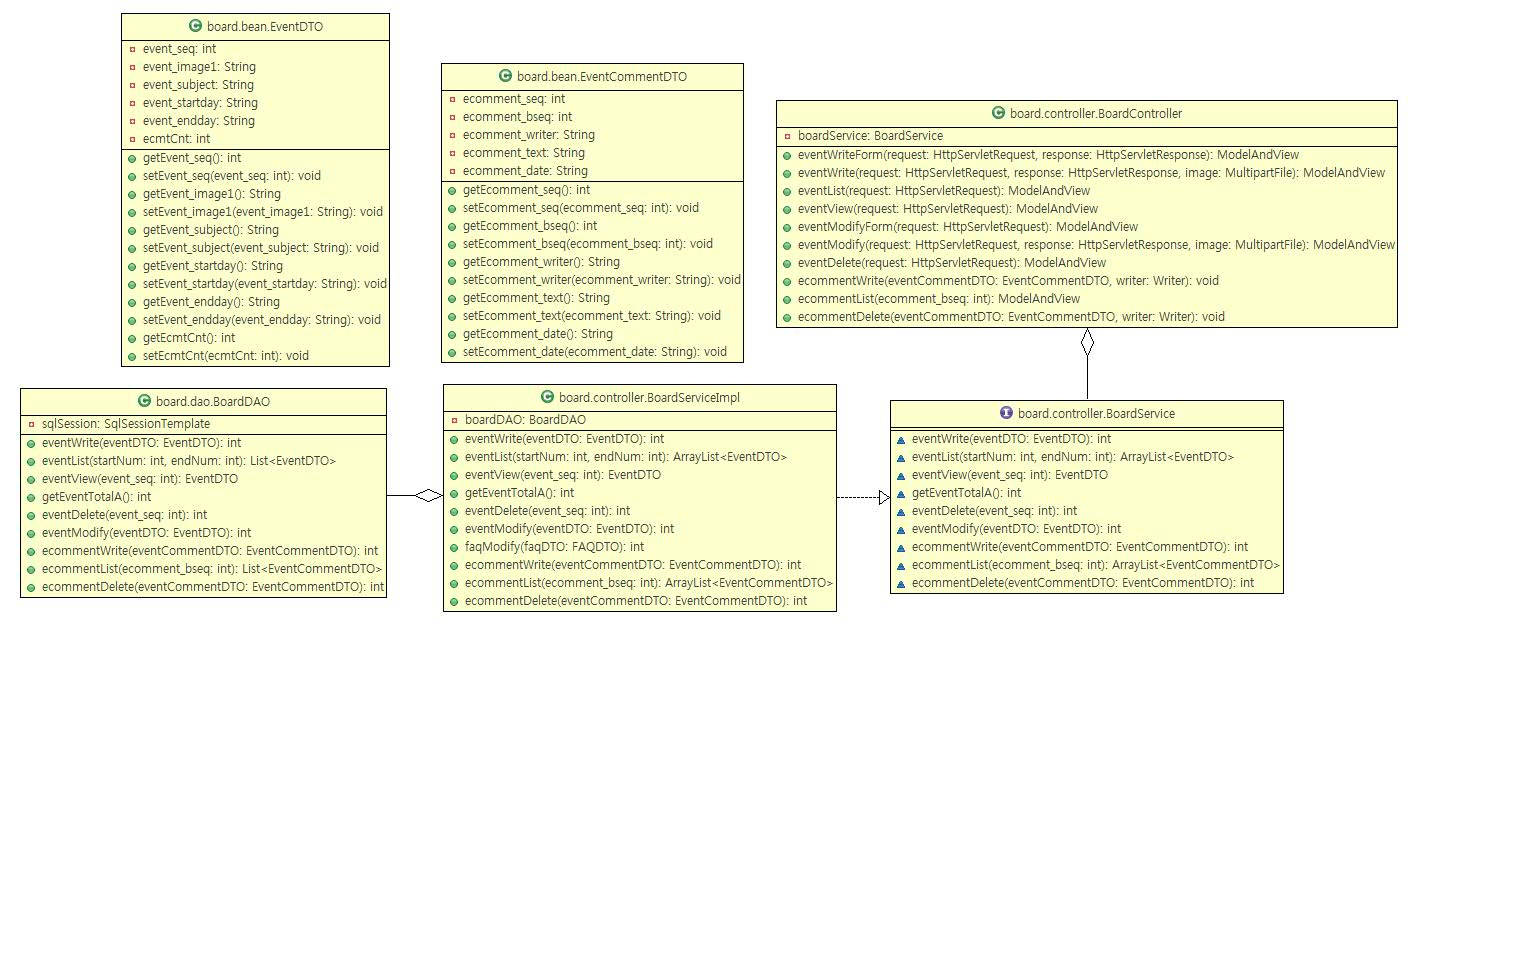 board.bean.EventDTO
event_seq: int
event_image1: String
event_subject: String
event_startday: String
event_endday: String
ecmtCnt: int
getEvent_seq(): int
setEvent_seq(event_seq: int): void
getEvent_image1(): String
setEvent_image1(event_image1: String): void
getEvent_subject(): String
setEvent_subject(event_subject: String): void
getEvent_startday(): String
setEvent_startday(event_startday: String): void
getEvent_endday(): String
setEvent_endday(event_endday: String): void
getEcmtCnt(): int
setEcmtCnt(ecmtCnt: int): void
board.bean.EventCommentDTO
ecomment_seq: int
ecomment_bseq: int
ecomment_writer: String
ecomment_text: String
ecomment_date: String
getEcomment_seq(): int
setEcomment_seq(ecomment_seq: int): void
getEcomment_bseq(): int
setEcomment_bseq(ecomment_bseq: int): void
getEcomment_writer(): String
setEcomment_writer(ecomment_writer: String): void
getEcomment_text(): String
setEcomment_text(ecomment_text: String): void
getEcomment_date(): String
setEcomment_date(ecomment_date: String): void
board.controller.BoardController
boardService: BoardService
eventWriteForm(request: HttpServletRequest, response: HttpServletResponse): ModelAndView
eventWrite(request: HttpServletRequest, response: HttpServletResponse, image: MultipartFile): ModelAndView
eventList(request: HttpServletRequest): ModelAndView
eventView(request: HttpServletRequest): ModelAndView
eventModifyForm(request: HttpServletRequest): ModelAndView
eventModify(request: HttpServletRequest, response: HttpServletResponse, image: MultipartFile): ModelAndView
eventDelete(request: HttpServletRequest): ModelAndView
ecommentWrite(eventCommentDTO: EventCommentDTO, writer: Writer): void
ecommentList(ecomment_bseq: int): ModelAndView
ecommentDelete(eventCommentDTO: EventCommentDTO, writer: Writer): void
board.dao.BoardDAO
sqlSession: SqlSessionTemplate
eventWrite(eventDTO: EventDTO): int
eventList(startNum: int, endNum: int): List<EventDTO>
eventView(event_seq: int): EventDTO
getEventTotalA(): int
eventDelete(event_seq: int): int
eventModify(eventDTO: EventDTO): int
ecommentWrite(eventCommentDTO: EventCommentDTO): int
ecommentList(ecomment_bseq: int): List<EventCommentDTO>
ecommentDelete(eventCommentDTO: EventCommentDTO): int
board.controller.BoardServiceImpl
boardDAO: BoardDAO
eventWrite(eventDTO: EventDTO): int
eventList(startNum: int, endNum: int): ArrayList<EventDTO>
eventView(event_seq: int): EventDTO
getEventTotalA(): int
eventDelete(event_seq: int): int
eventModify(eventDTO: EventDTO): int
faqModify(faqDTO: FAQDTO): int
ecommentWrite(eventCommentDTO: EventCommentDTO): int
ecommentList(ecomment_bseq: int): ArrayList<EventCommentDTO>
ecommentDelete(eventCommentDTO: EventCommentDTO): int
board.controller.BoardService
eventWrite(eventDTO: EventDTO): int
eventList(startNum: int, endNum: int): ArrayList<EventDTO>
eventView(event_seq: int): EventDTO
getEventTotalA(): int
eventDelete(event_seq: int): int
eventModify(eventDTO: EventDTO): int
ecommentWrite(eventCommentDTO: EventCommentDTO): int
ecommentList(ecomment_bseq: int): ArrayList<EventCommentDTO>
ecommentDelete(eventCommentDTO: EventCommentDTO): int